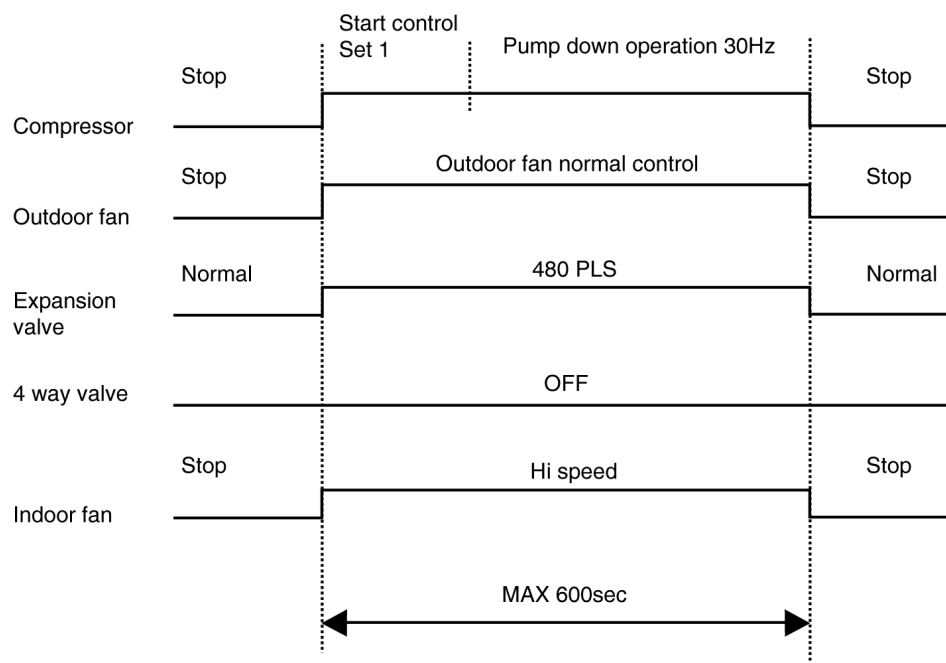 Start control
Set 1
Pump down operation 30Hz
Stop
Stop
Compressor
Outdoor fan normal control
Stop
Stop
Outdoor fan
480 PLS
Normal
Normal
Expansion
valve
OFF
4 way valve
Stop
Hi speed
Stop
Indoor fan
MAX 600sec